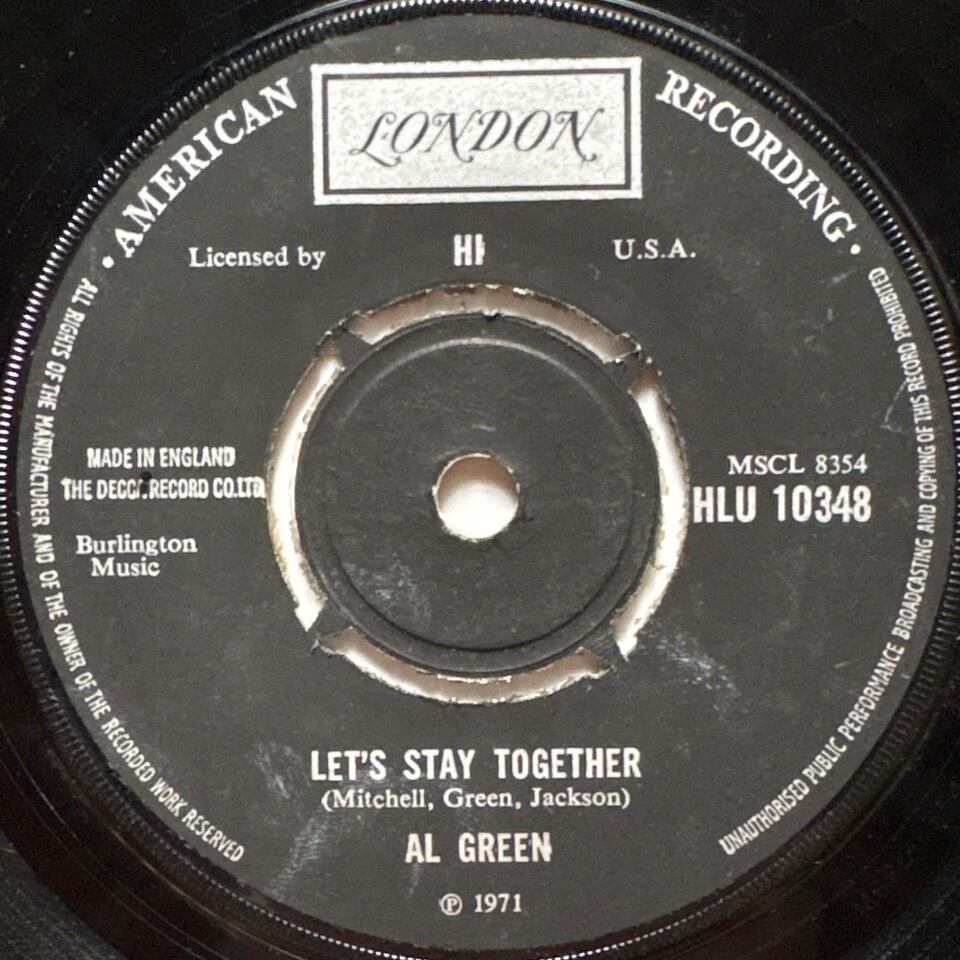 LONDON
· AMERICAN RECORDING ·
Licensed by HI U.S.A.
MADE IN ENGLAND
THE DECCA RECORD CO.LTD
Burlington
Music
MSCL 8354
HLU 10348
LET'S STAY TOGETHER
(Mitchell, Green, Jackson)
AL GREEN
℗ 1971
ALL RIGHTS OF THE MANUFACTURER AND OF THE OWNER OF THE RECORDED WORK RESERVED
UNAUTHORISED PUBLIC PERFORMANCE BROADCASTING AND COPYING OF THIS RECORD PROHIBITED